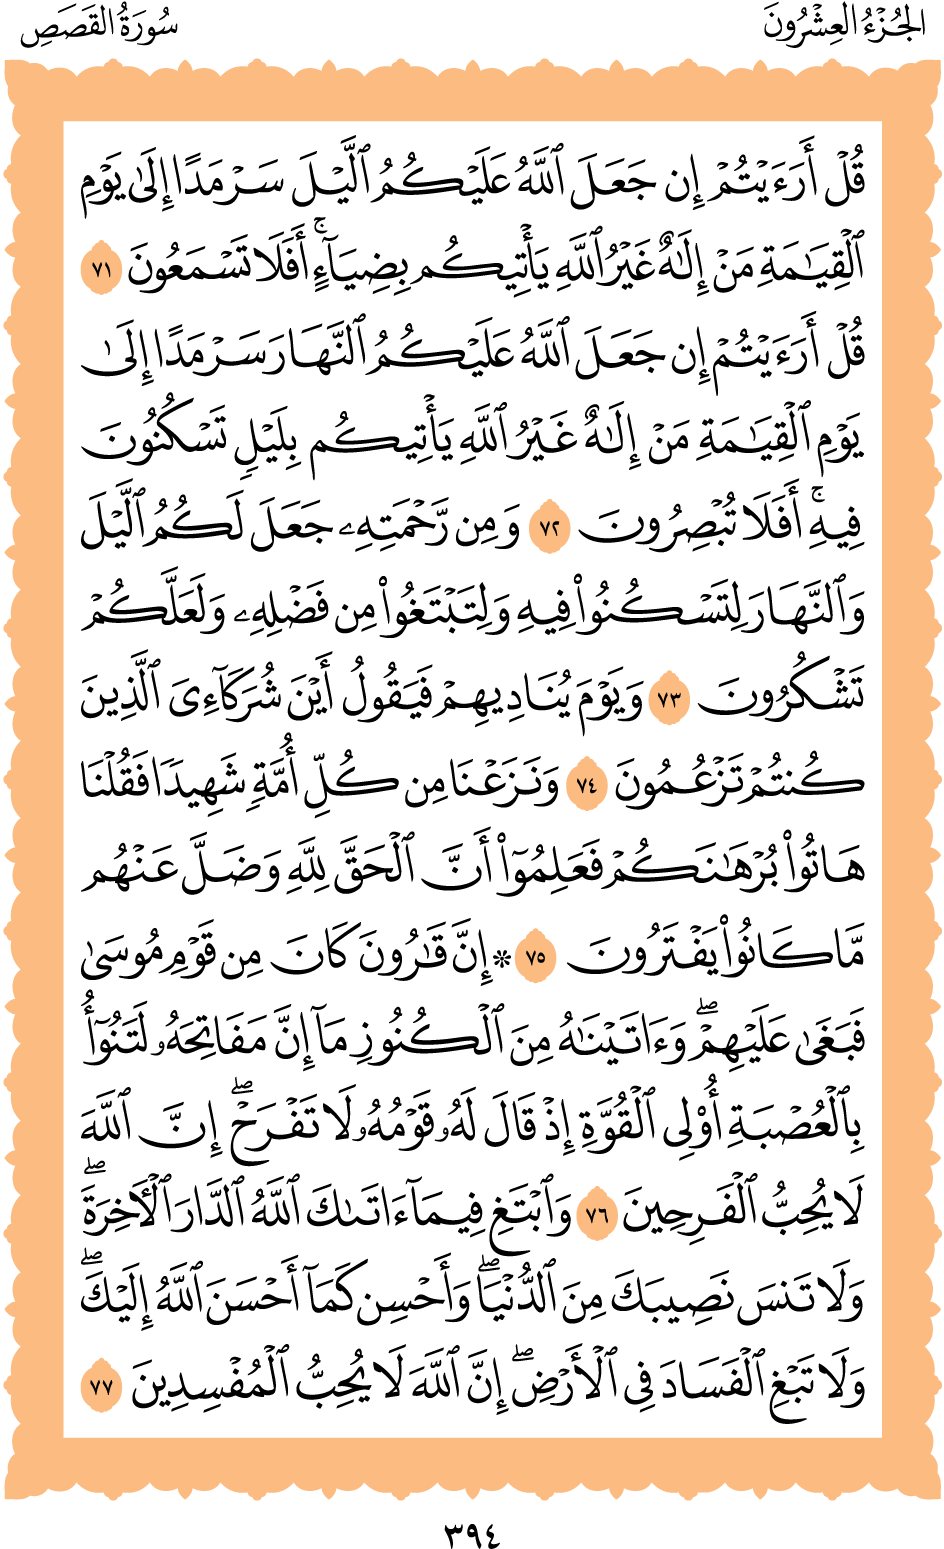 الجُزْءُ العِشْرُونَ
سُورَةُ القَصَصِ
قُلْ أَرَءَيْتُمْ إِن جَعَلَ ٱللَّهُ عَلَيْكُمُ ٱلَّيْلَ سَرْمَدًا إِلَىٰ يَوْمِ
ٱلْقِيَٰمَةِ مَنْ إِلَٰهٌ غَيْرُ ٱللَّهِ يَأْتِيكُم بِضِيَآءٍۚ أَفَلَا تَسْمَعُونَ ٧١
قُلْ أَرَءَيْتُمْ إِن جَعَلَ ٱللَّهُ عَلَيْكُمُ ٱلنَّهَارَ سَرْمَدًا إِلَىٰ
يَوْمِ ٱلْقِيَٰمَةِ مَنْ إِلَٰهٌ غَيْرُ ٱللَّهِ يَأْتِيكُم بِلَيْلٍ تَسْكُنُونَ
فِيهِۚ أَفَلَا تُبْصِرُونَ ٧٢ وَمِن رَّحْمَتِهِۦ جَعَلَ لَكُمُ ٱلَّيْلَ
وَٱلنَّهَارَ لِتَسْكُنُوا۟ فِيهِ وَلِتَبْتَغُوا۟ مِن فَضْلِهِۦ وَلَعَلَّكُمْ
تَشْكُرُونَ ٧٣ وَيَوْمَ يُنَادِيهِمْ فَيَقُولُ أَيْنَ شُرَكَآءِىَ ٱلَّذِينَ
كُنتُمْ تَزْعُمُونَ ٧٤ وَنَزَعْنَا مِن كُلِّ أُمَّةٍ شَهِيدًا فَقُلْنَا
هَاتُوا۟ بُرْهَٰنَكُمْ فَعَلِمُوٓا۟ أَنَّ ٱلْحَقَّ لِلَّهِ وَضَلَّ عَنْهُم
مَّا كَانُوا۟ يَفْتَرُونَ ٧٥ ۞ إِنَّ قَٰرُونَ كَانَ مِن قَوْمِ مُوسَىٰ
فَبَغَىٰ عَلَيْهِمْۖ وَءَاتَيْنَٰهُ مِنَ ٱلْكُنُوزِ مَآ إِنَّ مَفَاتِحَهُۥ لَتَنُوٓأُ
بِٱلْعُصْبَةِ أُو۟لِى ٱلْقُوَّةِ إِذْ قَالَ لَهُۥ قَوْمُهُۥ لَا تَفْرَحْۖ إِنَّ ٱللَّهَ
لَا يُحِبُّ ٱلْفَرِحِينَ ٧٦ وَٱبْتَغِ فِيمَآ ءَاتَىٰكَ ٱللَّهُ ٱلدَّارَ ٱلْـَٔاخِرَةَۖ
وَلَا تَنسَ نَصِيبَكَ مِنَ ٱلدُّنْيَاۖ وَأَحْسِن كَمَآ أَحْسَنَ ٱللَّهُ إِلَيْكَۖ
وَلَا تَبْغِ ٱلْفَسَادَ فِى ٱلْأَرْضِۖ إِنَّ ٱللَّهَ لَا يُحِبُّ ٱلْمُفْسِدِينَ ٧٧
٣٩٤